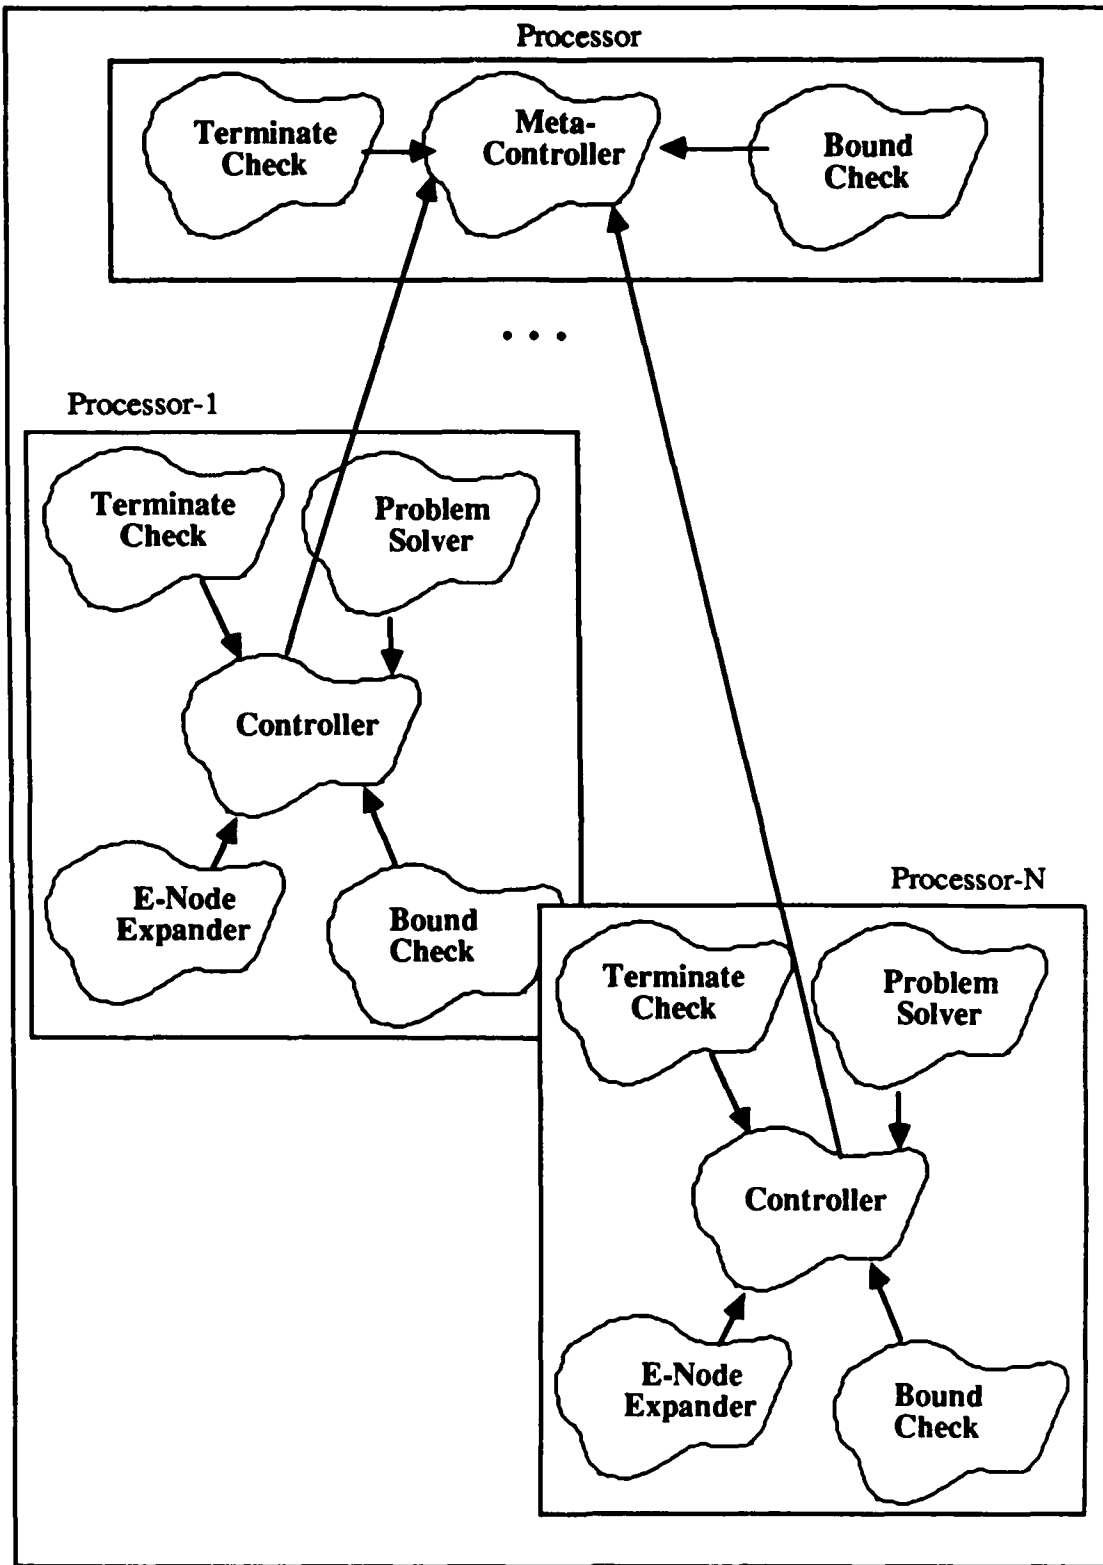 Processor
Terminate
Check
Meta-
Controller
Bound
Check
. . .
Processor-1
Terminate
Check
Problem
Solver
Controller
E-Node
Expander
Bound
Check
Processor-N
Terminate
Check
Problem
Solver
Controller
E-Node
Expander
Bound
Check